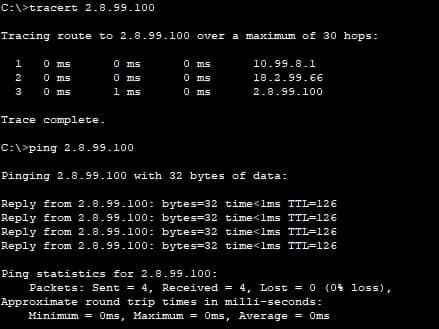 C:\>tracert 2.8.99.100
Tracing route to 2.8.99.100 over a maximum of 30 hops:
1 0 ms 0 ms 0 ms 10.99.8.1
2 0 ms 0 ms 0 ms 18.2.99.66
3 0 ms 1 ms 0 ms 2.8.99.100
Trace complete.
C:\>ping 2.8.99.100
Pinging 2.8.99.100 with 32 bytes of data:
Reply from 2.8.99.100: bytes=32 time<1ms TTL=126
Reply from 2.8.99.100: bytes=32 time<1ms TTL=126
Reply from 2.8.99.100: bytes=32 time<1ms TTL=126
Reply from 2.8.99.100: bytes=32 time<1ms TTL=126
Ping statistics for 2.8.99.100:
Packets: Sent = 4, Received = 4, Lost = 0 (0% loss),
Approximate round trip times in milli-seconds:
Minimum = 0ms, Maximum = 0ms, Average = 0ms